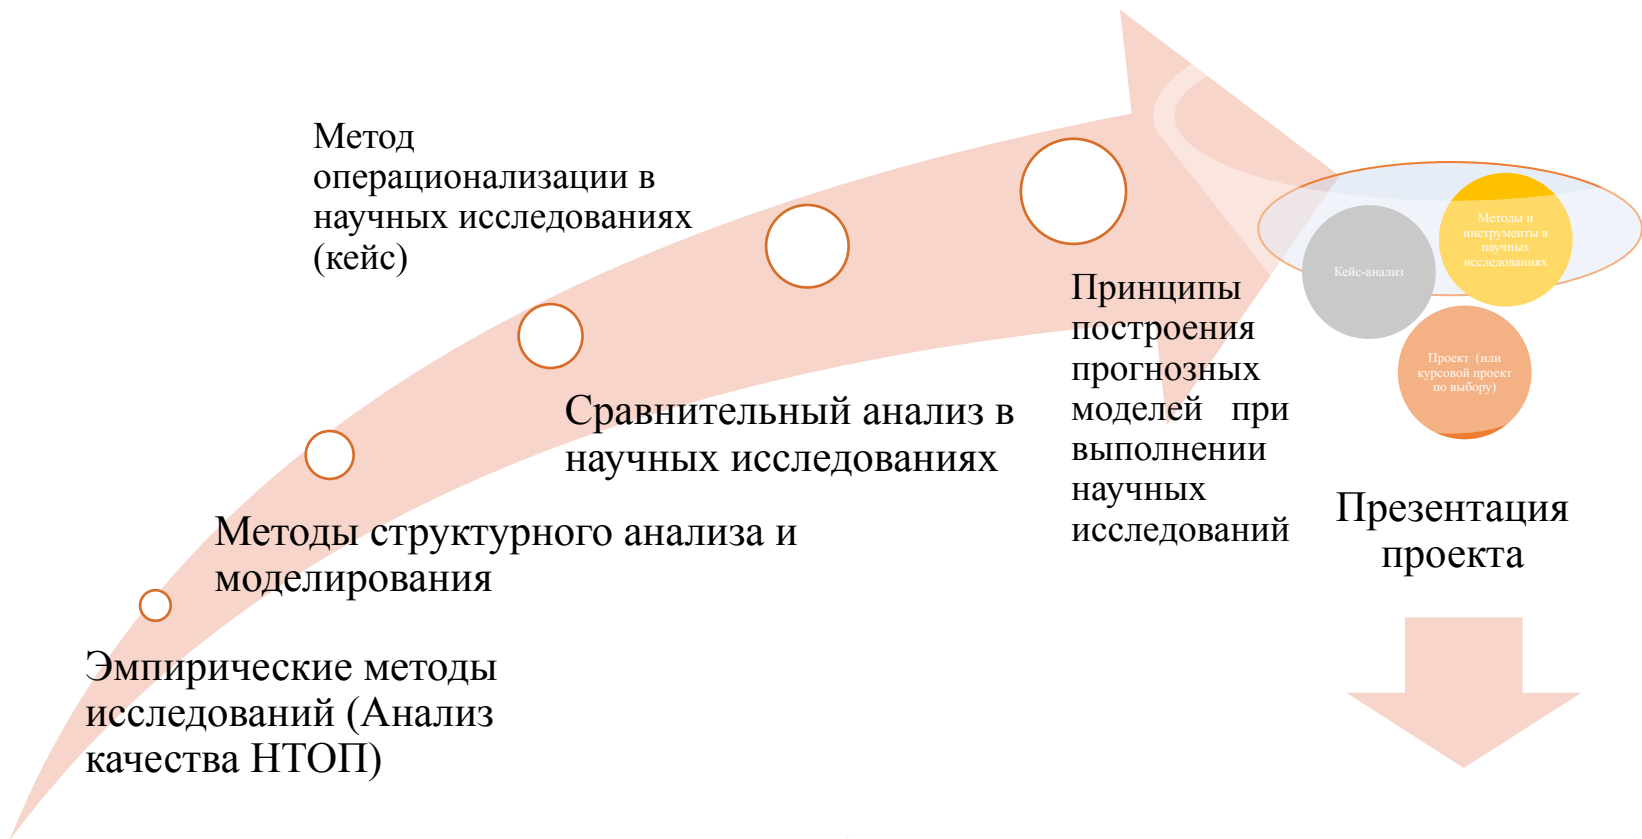 Метод
операционализации в
научных исследованиях
(кейс)
Методы и
инструменты в
научных
исследованиях
Кейс-анализ
Принципы
построения
прогнозных
моделей при
выполнении
научных
исследований
Проект (или
курсовой проект
по выбору)
Сравнительный анализ в
научных исследованиях
Презентация
проекта
Методы структурного анализа и
моделирования
Эмпирические методы
исследований (Анализ
качества НТОП)